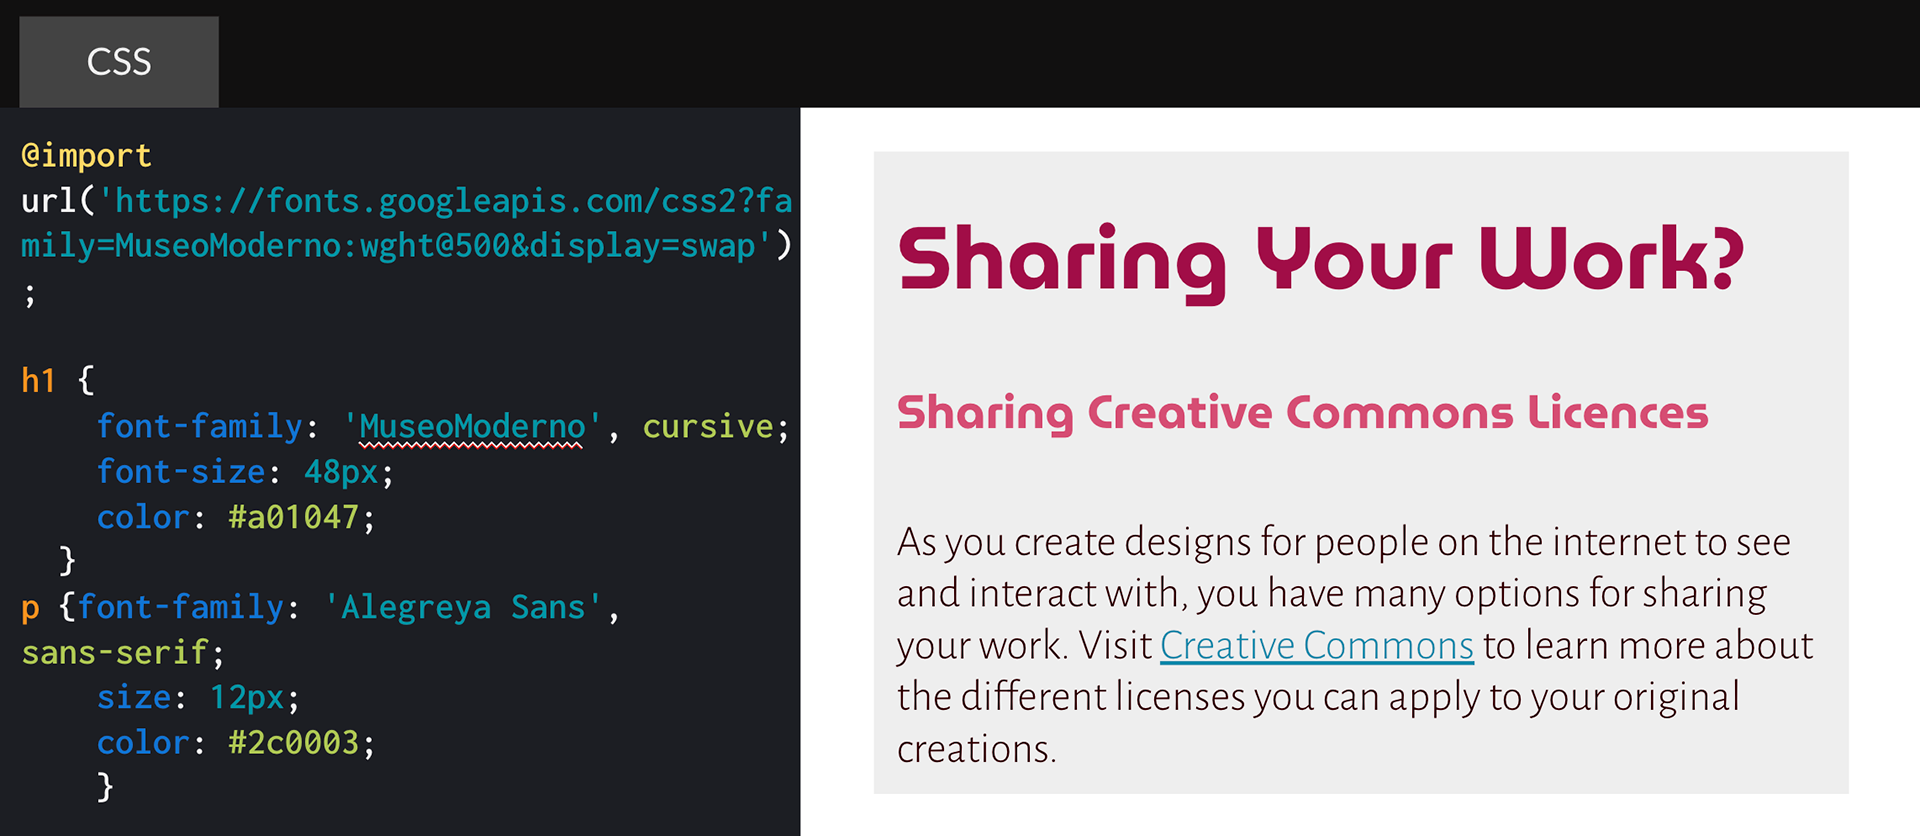 CSS
@import
url('https://fonts.googleapis.com/css2?fa
mily=MuseoModerno:wght@500&display=swap')
;
h1 {
font-family: 'MuseoModerno', cursive;
font-size: 48px;
color: #a01047;
}
p {font-family: 'Alegreya Sans',
sans-serif;
size: 12px;
color: #2c0003;
}
Sharing Your Work?
Sharing Creative Commons Licences
As you create designs for people on the internet to see
and interact with, you have many options for sharing
your work. Visit Creative Commons to learn more about
the different licenses you can apply to your original
creations.